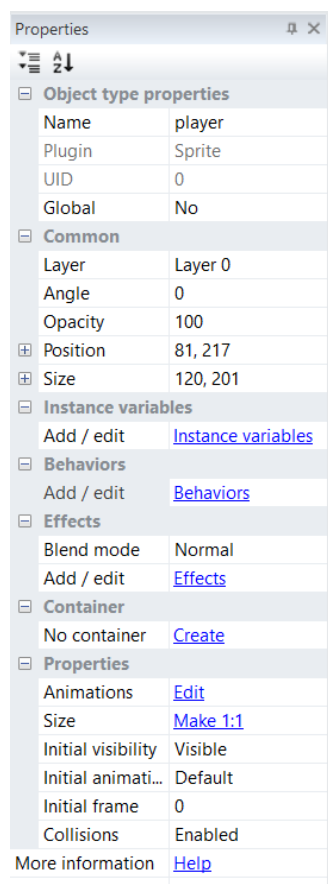 Properties
Object type properties
Name player
Plugin Sprite
UID 0
Global No
Common
Layer Layer 0
Angle 0
Opacity 100
Position 81, 217
Size 120, 201
Instance variables
Add / edit Instance variables
Behaviors
Add / edit Behaviors
Effects
Blend mode Normal
Add / edit Effects
Container
No container Create
Properties
Animations Edit
Size Make 1:1
Initial visibility Visible
Initial animati... Default
Initial frame 0
Collisions Enabled
More information Help